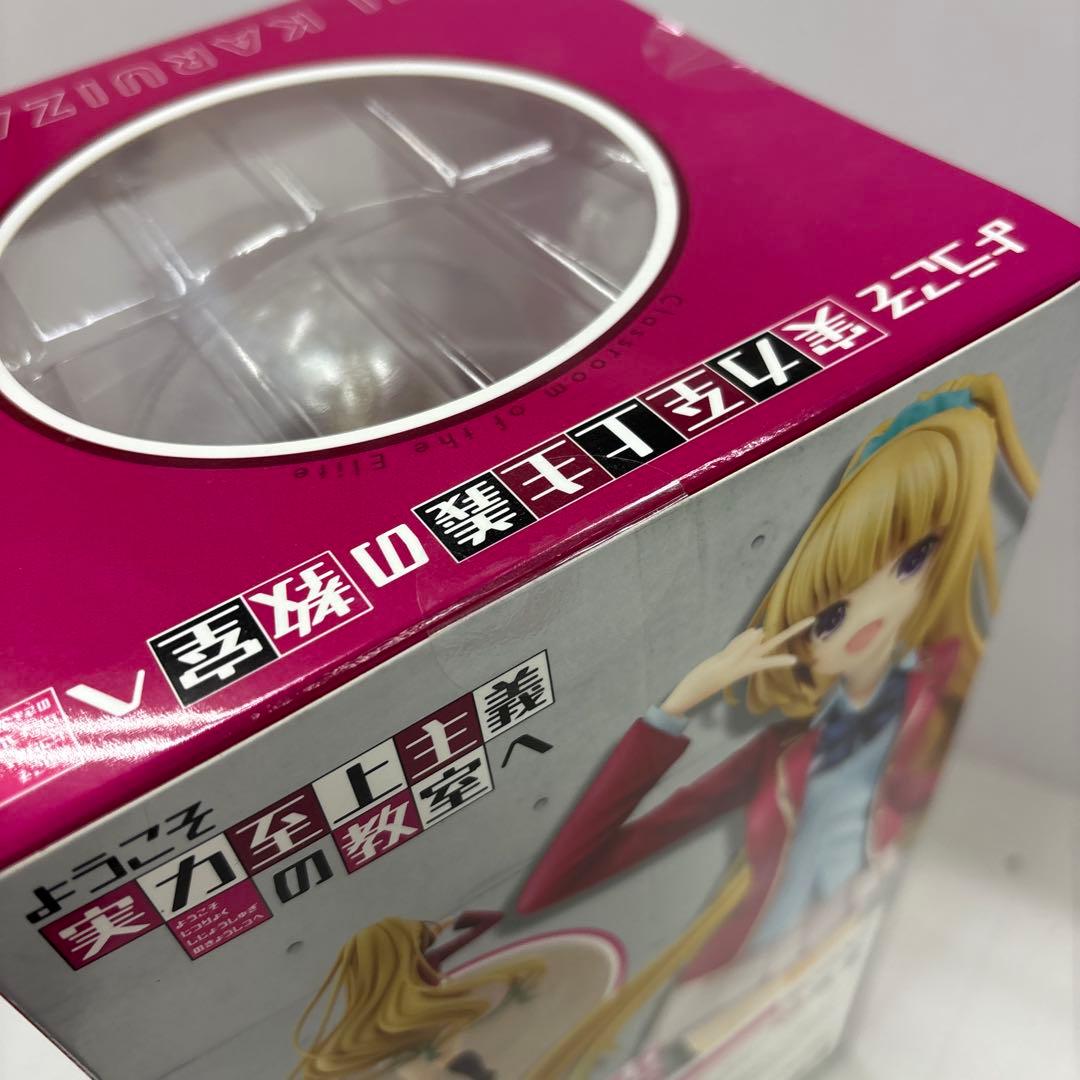 KARUIZA
Classroom of the Elite
ようこそ実力至上主義の教室へ
ようこそ
実力至上主義
の教室へ
ようこそ
じつりょく
しじょうしゅぎ
のきょうしつへ